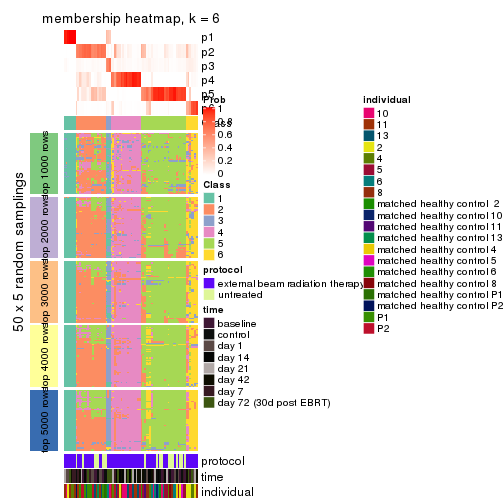 membership heatmap, k = 6
p1
p2
p3
p4
p5
50 x 5 random samplings
top 1000 rows
top 2000 rows
top 3000 rows
top 4000 rows
top 5000 rows
Prob
1
0.8
0.6
0.4
0.2
0
Class
1
2
3
4
5
6
protocol
external beam radiation therapy
untreated
time
baseline
control
day 1
day 14
day 21
day 42
day 7
day 72 (30d post EBRT)
individual
10
11
13
2
4
5
6
8
matched healthy control 2
matched healthy control 10
matched healthy control 11
matched healthy control 13
matched healthy control 4
matched healthy control 5
matched healthy control 6
matched healthy control 8
matched healthy control P1
matched healthy control P2
P1
P2
protocol
time
individual